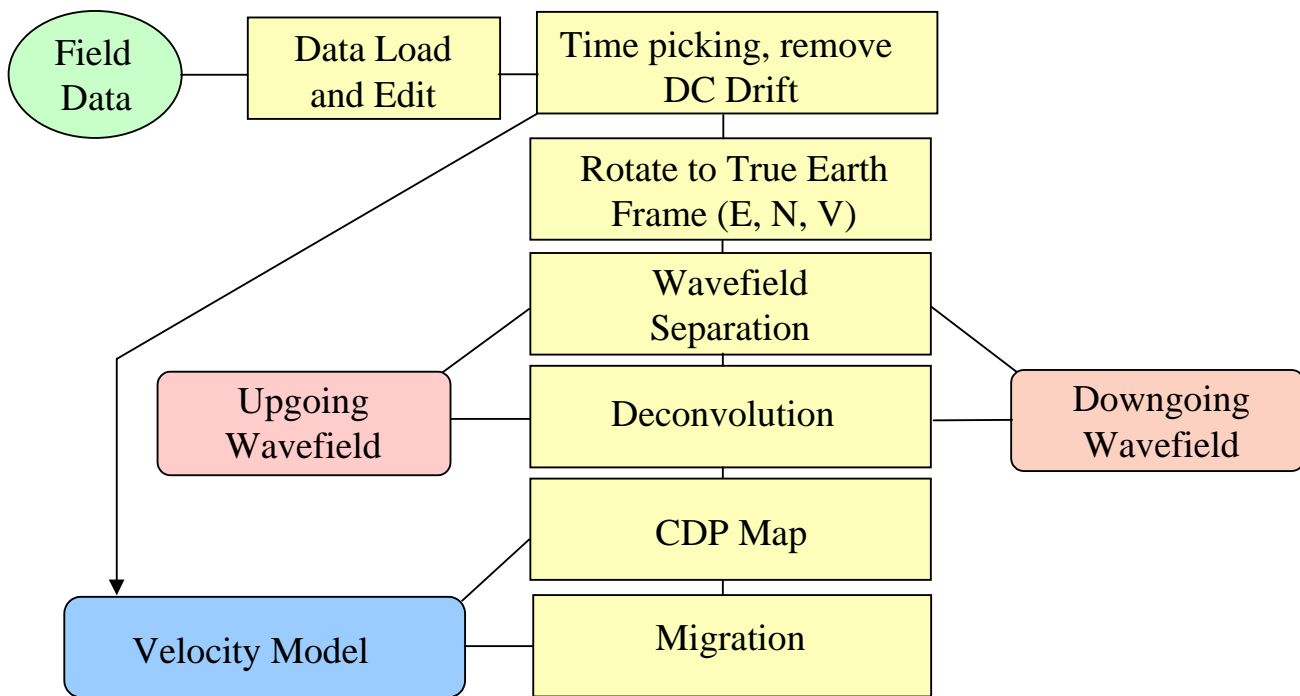 Field
Data
Data Load
and Edit
Time picking, remove
DC Drift
Rotate to True Earth
Frame (E, N, V)
Wavefield
Separation
Upgoing
Wavefield
Deconvolution
Downgoing
Wavefield
CDP Map
Velocity Model
Migration